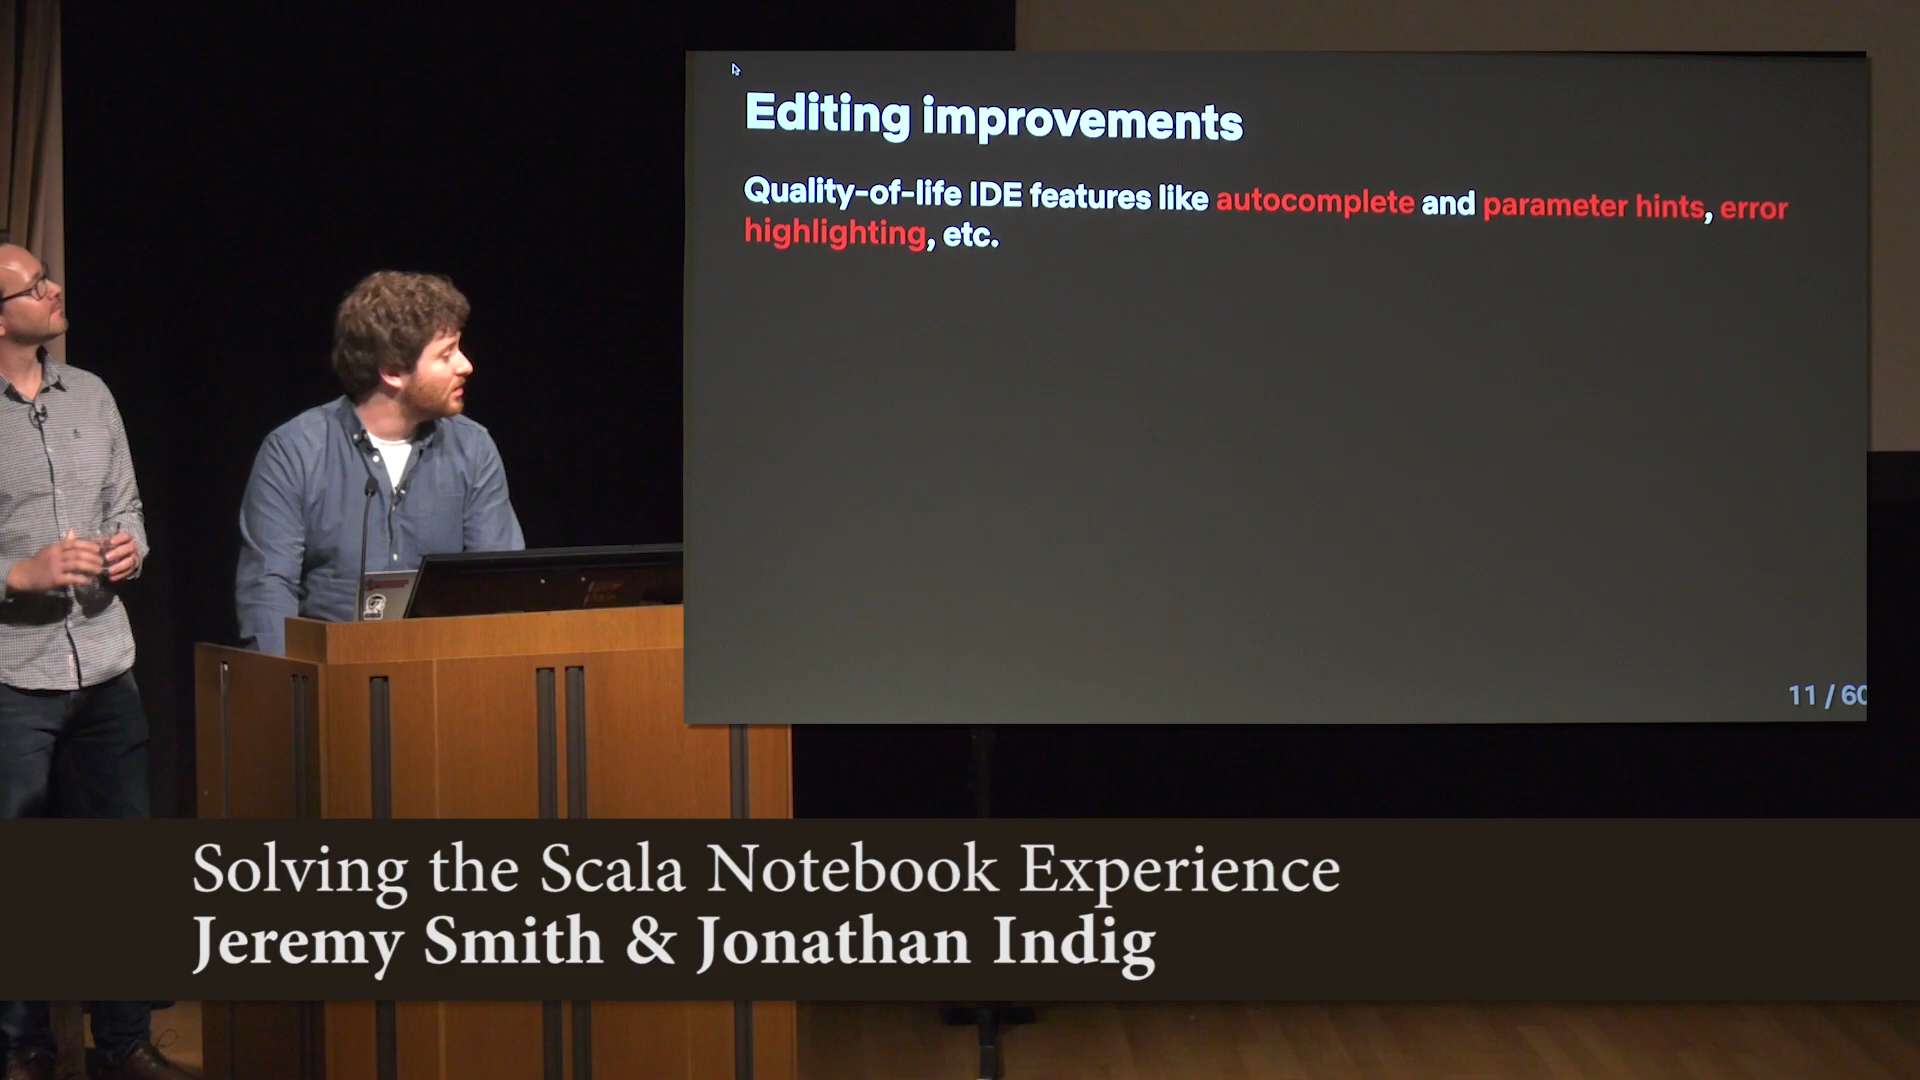 Editing improvements
Quality-of-life IDE features like autocomplete and parameter hints, error
highlighting, etc.
11 / 60
Solving the Scala Notebook Experience
Jeremy Smith & Jonathan Indig